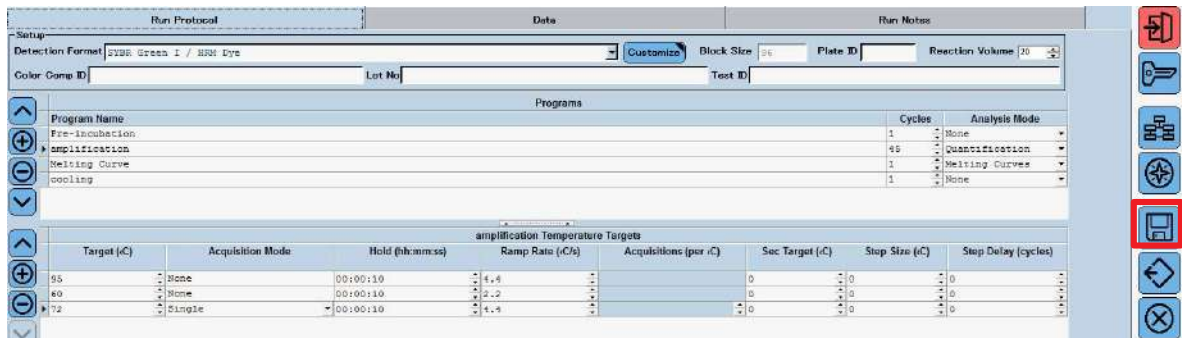 Run Protocol Data Run Notes
Setup
Detection Format SYBR Green I / HRM Dye Customize Block Size 96 Plate ID Reaction Volume 20
Color Comp ID Lot No Test ID
Programs
Program Name Cycles Analysis Mode
Pre-incubation 1 None
amplification 45 Quantification
Melting Curve 1 Melting Curves
cooling 1 None
amplification Temperature Targets
Target (°C) Acquisition Mode Hold (hh:mm:ss) Ramp Rate (°C/s) Acquisitions (per °C) Sec Target (°C) Step Size (°C) Step Delay (cycles)
95 None 00:00:10 4.4 0 0 0
60 None 00:00:10 2.2 0 0 0
72 Single 00:00:10 4.4 0 0 0